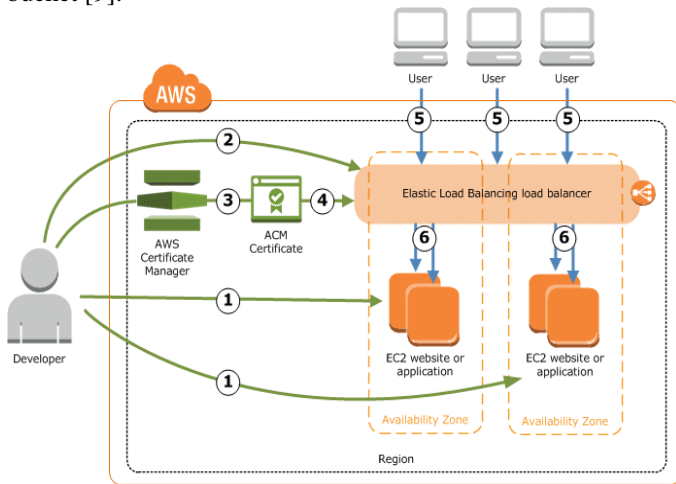 User
User
User
AWS
5
5
5
2
Elastic Load Balancing load balancer
3
4
AWS
Certificate
Manager
ACM
Certificate
6
6
1
Developer
EC2 website or
application
EC2 website or
application
1
Availability Zone
Availability Zone
Region